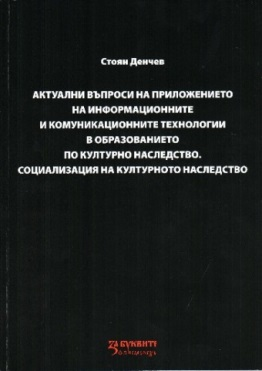 Стоян Денчев
АКТУАЛНИ ВЪПРОСИ НА ПРИЛОЖЕНИЕТО
НА ИНФОРМАЦИОННИТЕ
И КОМУНИКАЦИОННИТЕ ТЕХНОЛОГИИ
В ОБРАЗОВАНИЕТО
ПО КУЛТУРНО НАСЛЕДСТВО.
СОЦИАЛИЗАЦИЯ НА КУЛТУРНОТО НАСЛЕДСТВО
ЗА БУКВИТѢ